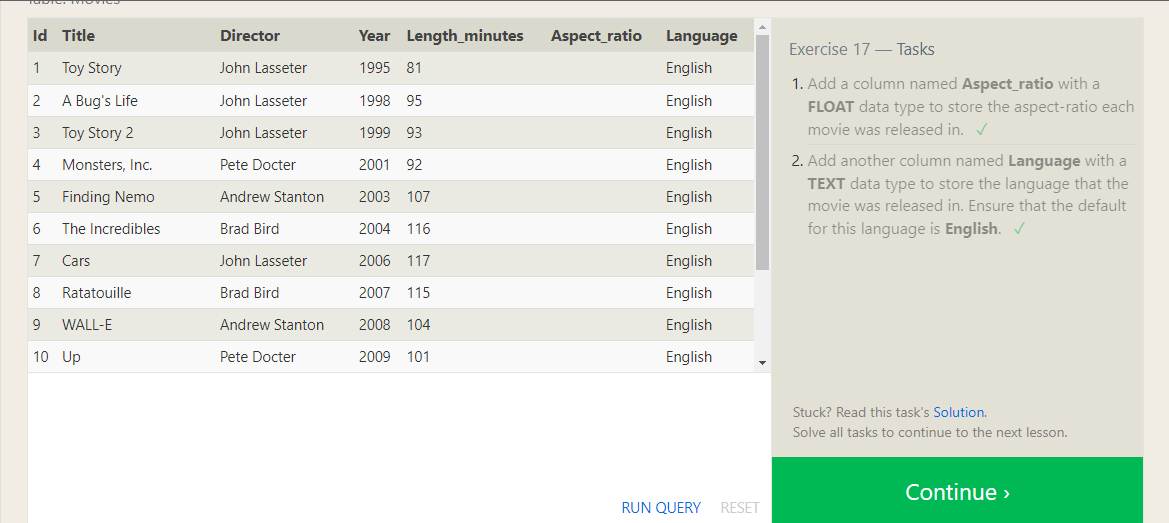 Table: Movies
Id Title Director Year Length_minutes Aspect_ratio Language
1 Toy Story John Lasseter 1995 81 English
2 A Bug's Life John Lasseter 1998 95 English
3 Toy Story 2 John Lasseter 1999 93 English
4 Monsters, Inc. Pete Docter 2001 92 English
5 Finding Nemo Andrew Stanton 2003 107 English
6 The Incredibles Brad Bird 2004 116 English
7 Cars John Lasseter 2006 117 English
8 Ratatouille Brad Bird 2007 115 English
9 WALL-E Andrew Stanton 2008 104 English
10 Up Pete Docter 2009 101 English
RUN QUERY RESET
Exercise 17 — Tasks
1. Add a column named Aspect_ratio with a
FLOAT data type to store the aspect-ratio each
movie was released in. ✓
2. Add another column named Language with a
TEXT data type to store the language that the
movie was released in. Ensure that the default
for this language is English. ✓
Stuck? Read this task's Solution.
Solve all tasks to continue to the next lesson.
Continue ›